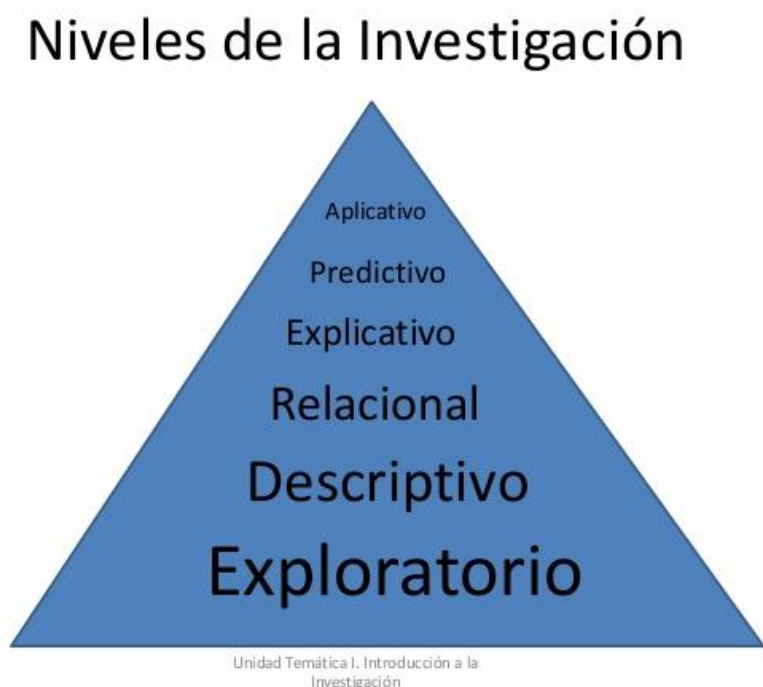 Niveles de la Investigación
Aplicativo
Predictivo
Explicativo
Relacional
Descriptivo
Exploratorio
Unidad Temática I. Introducción a la
Investigación